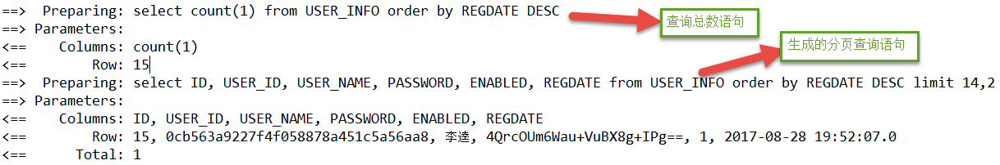 ==>  Preparing: select count(1) from USER_INFO order by REGDATE DESC
查询总数语句
==> Parameters:
<==    Columns: count(1)
生成的分页查询语句
<==        Row: 15
==>  Preparing: select ID, USER_ID, USER_NAME, PASSWORD, ENABLED, REGDATE from USER_INFO order by REGDATE DESC limit 14,2
==> Parameters:
<==    Columns: ID, USER_ID, USER_NAME, PASSWORD, ENABLED, REGDATE
<==        Row: 15, 0cb563a9227f4f058878a451c5a56aa8, 李逵, 4QrcOUm6Wau+VuBX8g+IPg==, 1, 2017-08-28 19:52:07.0
<==      Total: 1